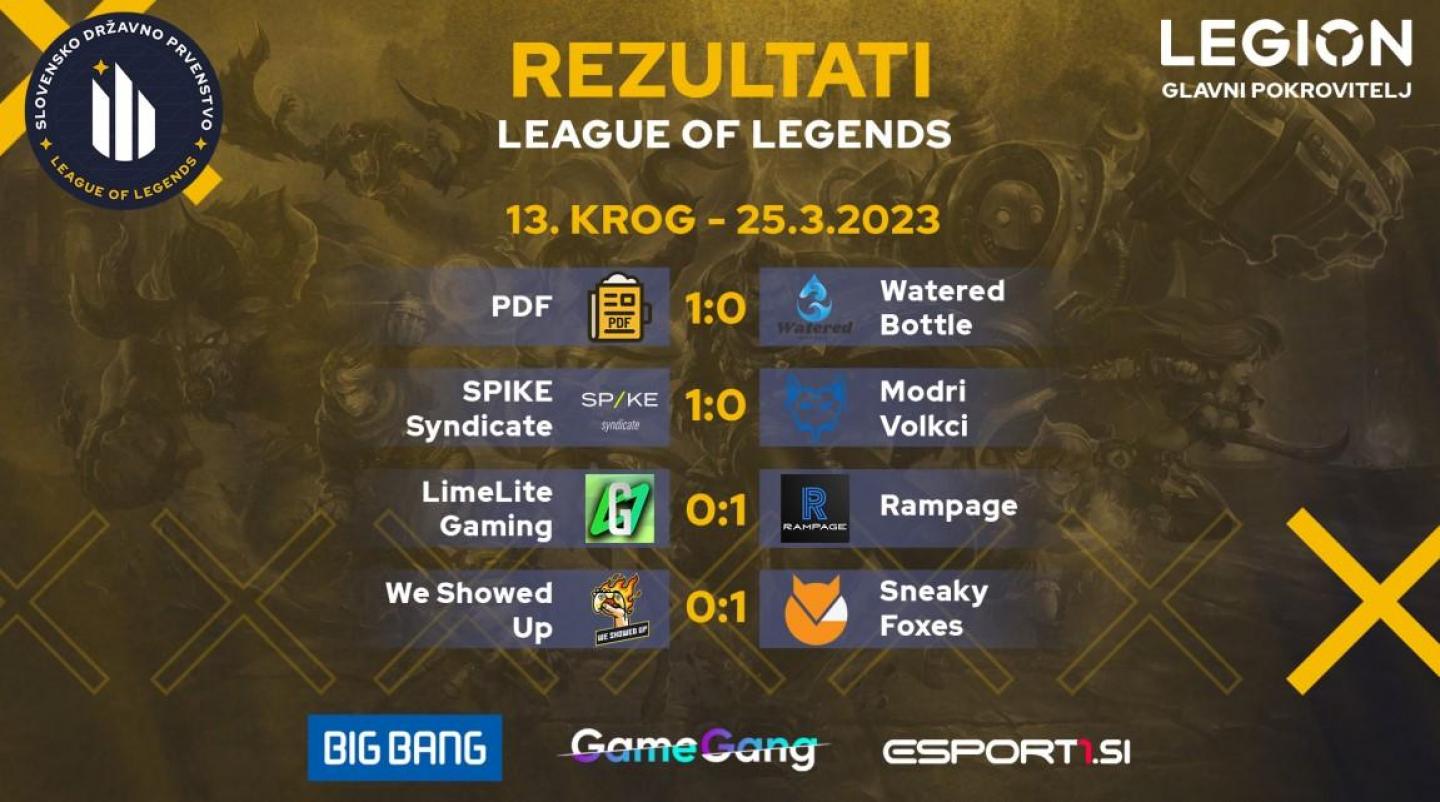 SLOVENSKO DRŽAVNO PRVENSTVO
LEAGUE OF LEGENDS
REZULTATI
LEAGUE OF LEGENDS
LEGION
GLAVNI POKROVITELJ
13. KROG - 25.3.2023
PDF
PDF
1:0
Watered
Watered
Bottle
SPIKE
Syndicate
SP/KE
syndicate
1:0
Modri
Volkci
LimeLite
Gaming
G
0:1
R
RAMPAGE
Rampage
We Showed
Up
WE SHOWED UP
0:1
Sneaky
Foxes
BIG BANG
GameGang
ESPORT1.SI